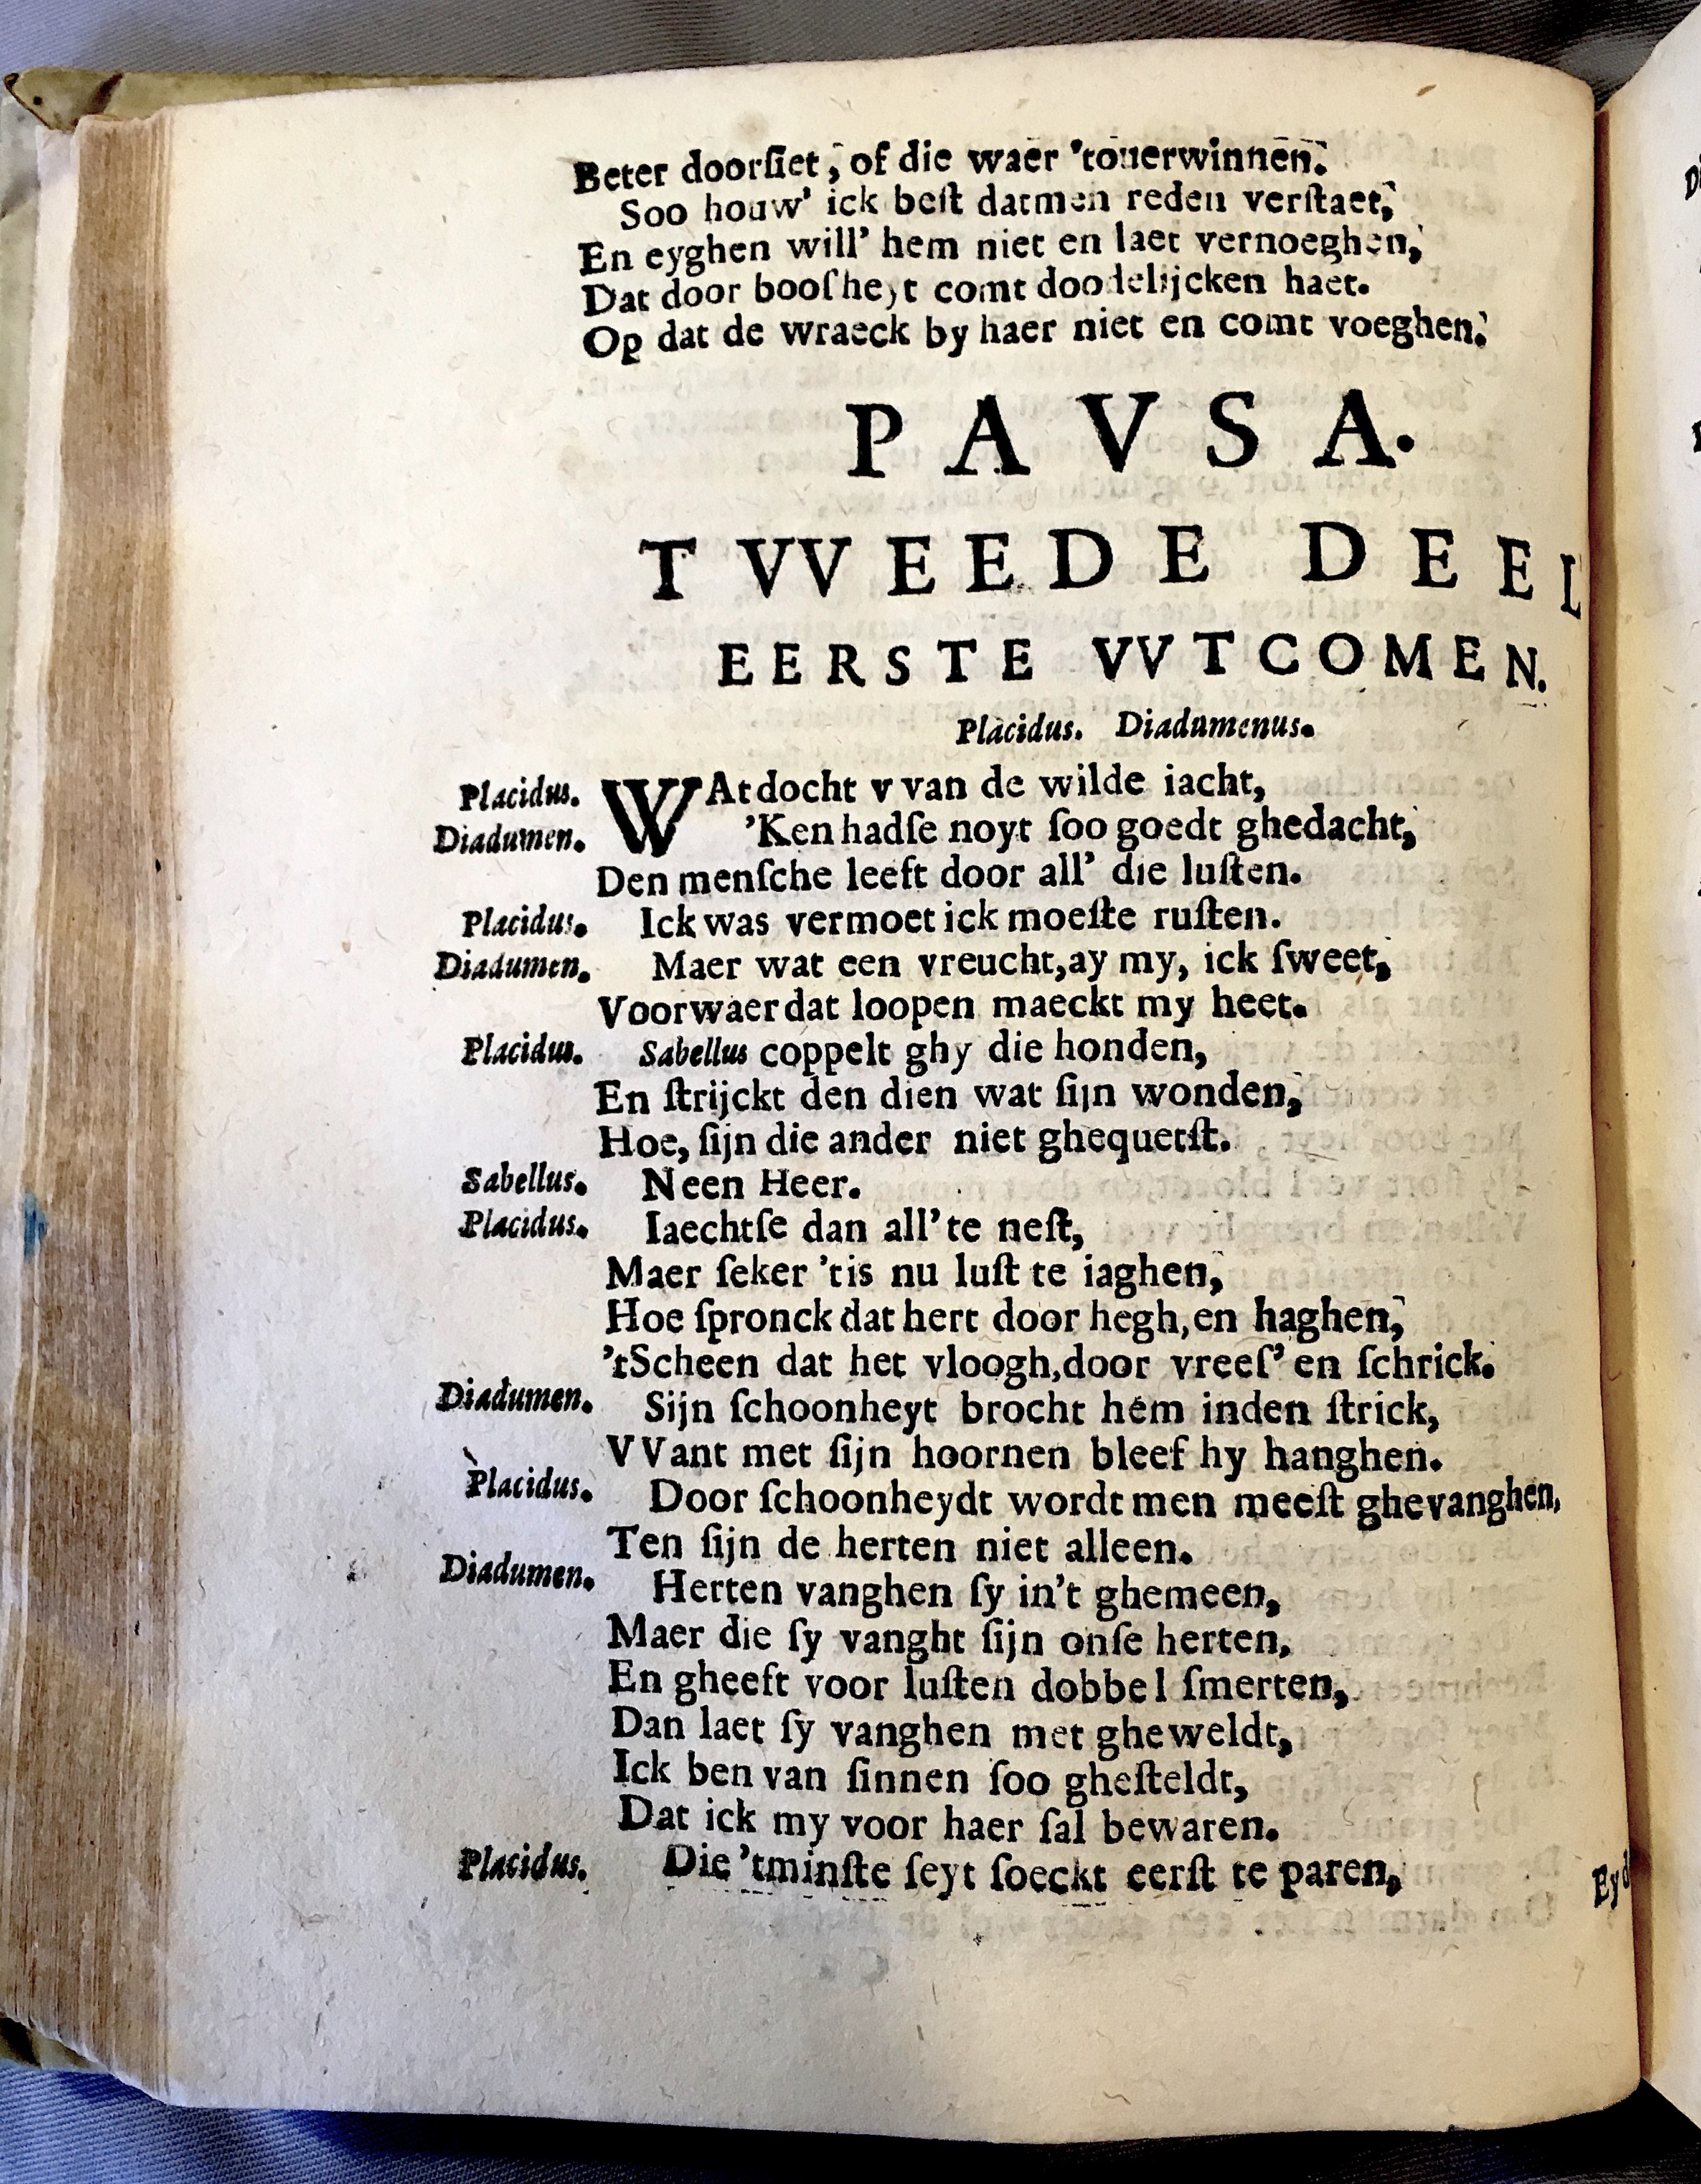 Beter doorſiet, of die waer 'touerwinnen.
Soo houw' ick beſt datmen reden verſtaet,
En eyghen will' hem niet en laet vernoeghen,
Dat door booſheyt comt doodelijcken haet.
Op dat de wraeck by haer niet en comt voeghen.
PAVSA.
TVVEEDE DEEL
EERSTE VVTCOMEN.
Placidus. Diadumenus.
Placidus. WAt docht v van de wilde iacht,
Diadumen. 'Ken hadſe noyt ſoo goedt ghedacht,
Den menſche leeft door all' die luſten.
Placidus. Ick was vermoet ick moeſte ruſten.
Diadumen. Maer wat een vreucht, ay my, ick ſweet,
Voorwaer dat loopen maeckt my heet.
Placidus. Sabellus coppelt ghy die honden,
En ſtrijckt den dien wat ſijn wonden,
Hoe, ſijn die ander niet ghequetſt.
Sabellus. Neen Heer.
Placidus. Iaechtſe dan all' te neſt,
Maer ſeker 'tis nu luſt te iaghen,
Hoe ſpronck dat hert door hegh, en haghen,
'tScheen dat het vloogh, door vreeſ' en ſchrick.
Diadumen. Sijn ſchoonheyt brocht hem inden ſtrick,
VVant met ſijn hoornen bleef hy hanghen.
Placidus. Door ſchoonheydt wordt men meeſt ghevanghen,
Ten ſijn de herten niet alleen.
Diadumen. Herten vanghen ſy in't ghemeen,
Maer die ſy vanght ſijn onſe herten,
En gheeft voor luſten dobbel ſmerten,
Dan laet ſy vanghen met gheweldt,
Ick ben van ſinnen ſoo gheſteldt,
Dat ick my voor haer ſal bewaren.
Placidus. Die 'tminſte ſeyt ſoeckt eerſt te paren,